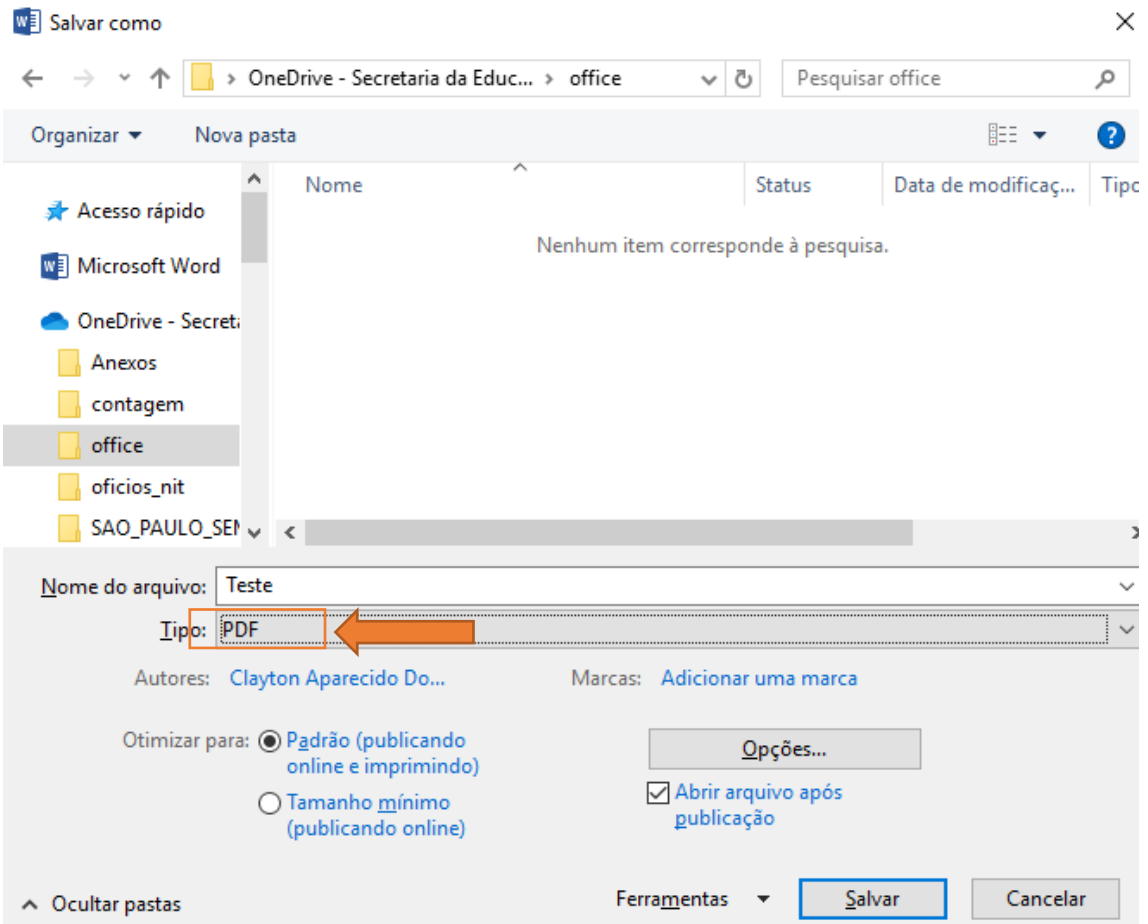 Salvar como
OneDrive - Secretaria da Educ... > office
Pesquisar office
Organizar
Nova pasta
Nome
Status
Data de modificaç...
Tipo
Acesso rápido
Nenhum item corresponde à pesquisa.
Microsoft Word
OneDrive - Secreta
Anexos
contagem
office
oficios_nit
SAO_PAULO_SEM
Nome do arquivo: Teste
Tipo: PDF
Autores: Clayton Aparecido Do...
Marcas: Adicionar uma marca
Otimizar para:
Padrão (publicando
online e imprimindo)
Opções...
Tamanho mínimo
(publicando online)
Abrir arquivo após
publicação
Ocultar pastas
Ferramentas
Salvar
Cancelar